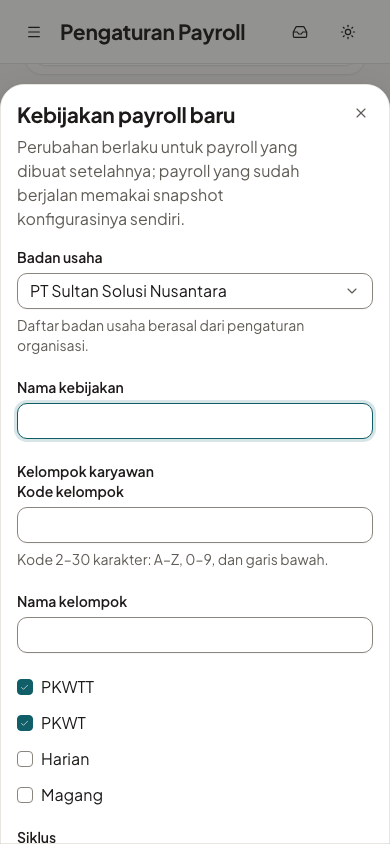 Pengaturan Payroll
Kebijakan payroll baru
Perubahan berlaku untuk payroll yang
dibuat setelahnya; payroll yang sudah
berjalan memakai snapshot
konfigurasinya sendiri.
Badan usaha
PT Sultan Solusi Nusantara
Daftar badan usaha berasal dari pengaturan
organisasi.
Nama kebijakan
Kelompok karyawan
Kode kelompok
Kode 2–30 karakter: A–Z, 0–9, dan garis bawah.
Nama kelompok
PKWTT
PKWT
Harian
Magang
Siklus